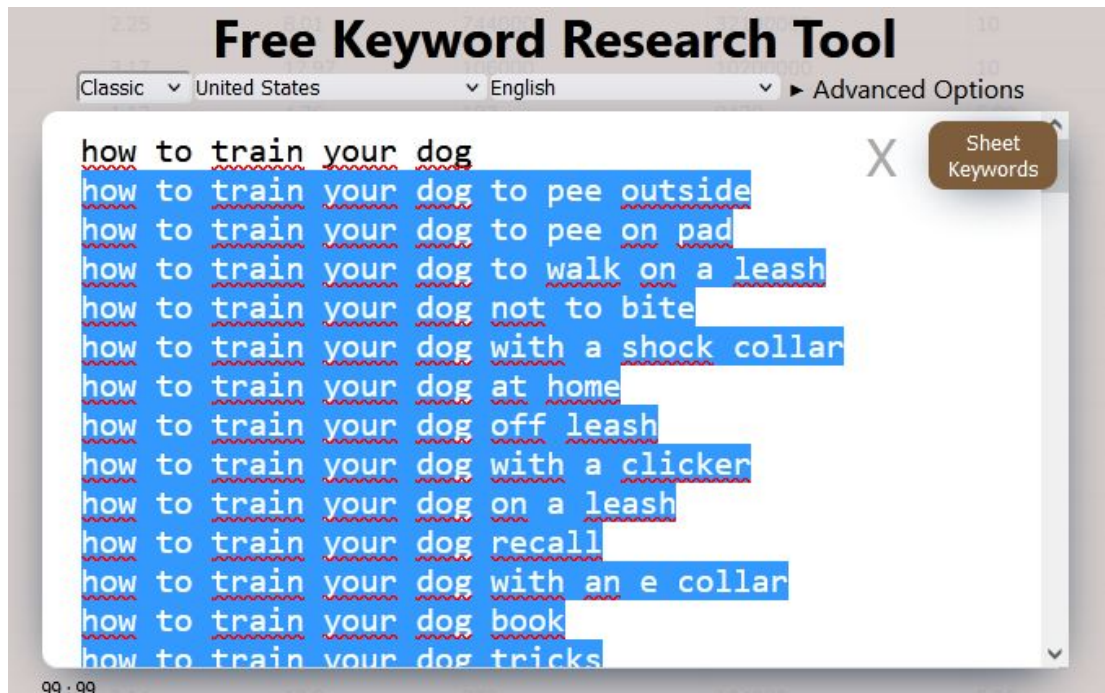 2.25 8.01 10
Free Keyword Research Tool
Classic United States English ► Advanced Options
X Sheet
Keywords
how to train your dog
how to train your dog to pee outside
how to train your dog to pee on pad
how to train your dog to walk on a leash
how to train your dog not to bite
how to train your dog with a shock collar
how to train your dog at home
how to train your dog off leash
how to train your dog with a clicker
how to train your dog on a leash
how to train your dog recall
how to train your dog with an e collar
how to train your dog book
how to train your dog tricks